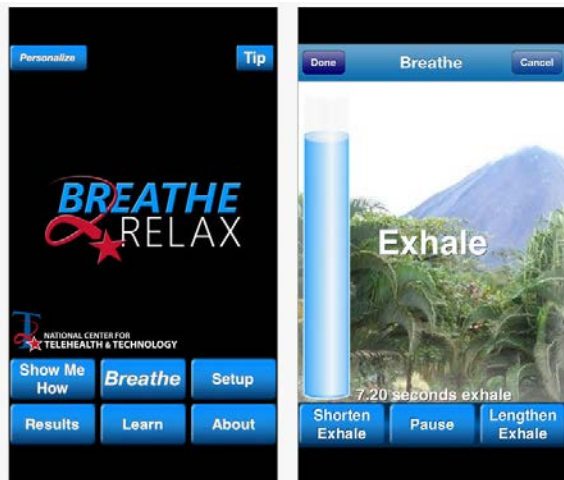 Personalize
Tip
BREATHE
2 RELAX
NATIONAL CENTER FOR
TELEHEALTH & TECHNOLOGY
Show Me
How
Breathe
Setup
Results
Learn
About
Done
Breathe
Cancel
Exhale
7.20 seconds exhale
Shorten
Exhale
Pause
Lengthen
Exhale